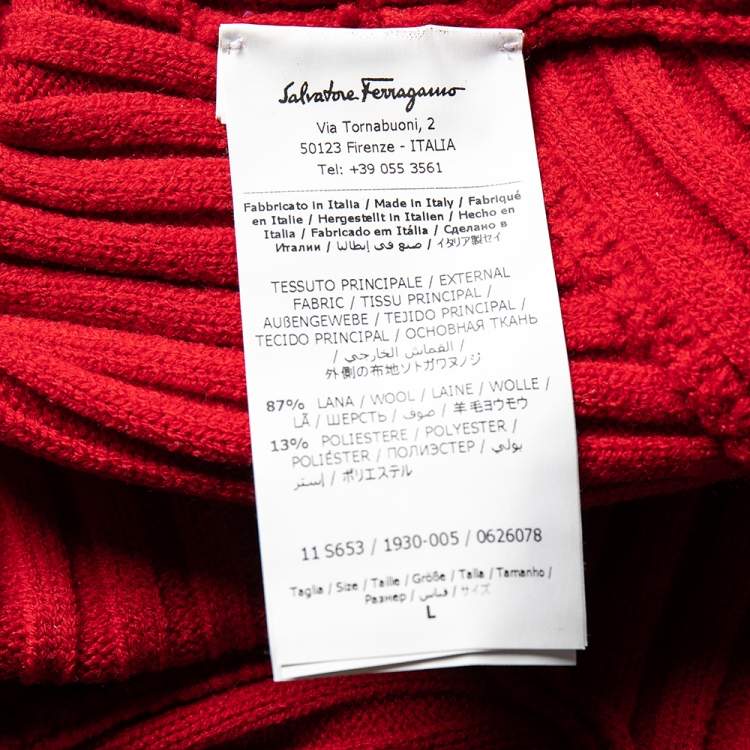 Salvatore Ferragamo
Via Tornabuoni, 2
50123 Firenze - ITALIA
Tel: +39 055 3561
Fabbricato in Italia / Made in Italy / Fabriqué
en Italie / Hergestellt in Italien / Hecho en
Italia / Fabricado em Itália / Сделано в
Италии / صنع في إيطاليا / イタリア製セイ
TESSUTO PRINCIPALE / EXTERNAL
FABRIC / TISSU PRINCIPAL /
AUßENGEWEBE / TEJIDO PRINCIPAL /
TECIDO PRINCIPAL / ОСНОВНАЯ ТКАНЬ
/ القماش الخارجي /
外側の布地ソトガワヌノジ
87% LANA / WOOL / LAINE / WOLLE /
LÃ / ШЕРСТЬ / صوف / 羊毛ヨウモウ
13% POLIESTERE / POLYESTER /
POLIÉSTER / ПОЛИЭСТЕР / بولي
إستر / ポリエステル
11 S653 / 1930-005 / 0626078
Taglia / Size / Taille / Größe / Talla / Tamanho /
Размер / قياس / サイズ
L